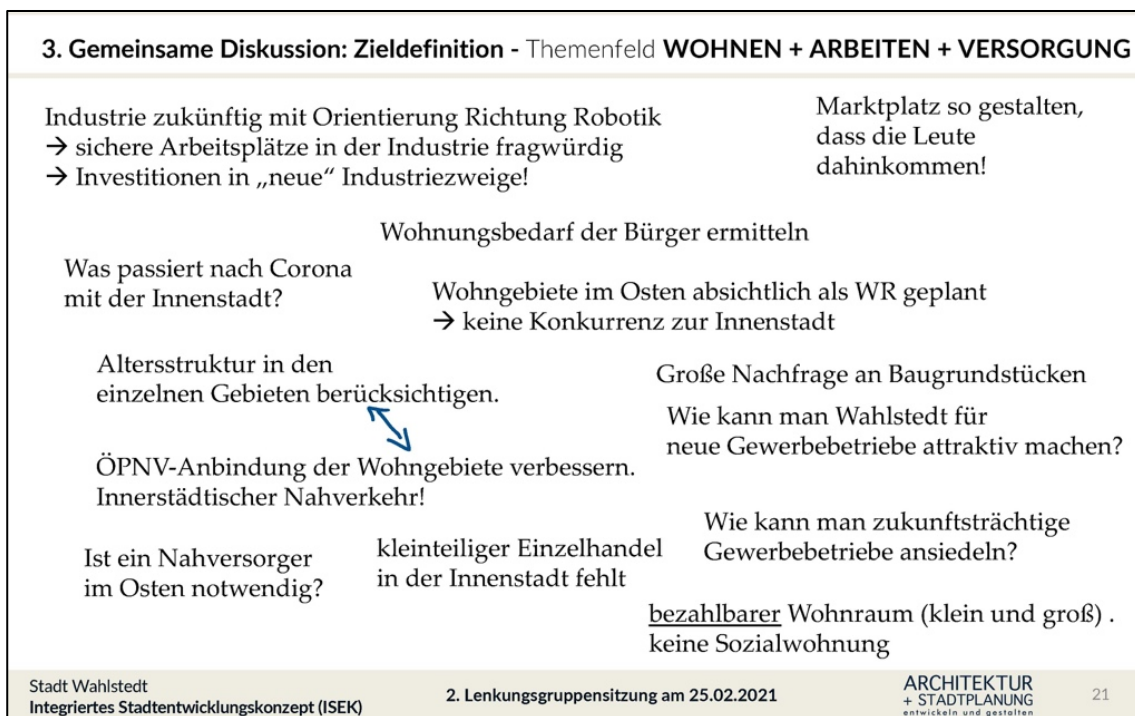 3. Gemeinsame Diskussion: Zieldefinition - Themenfeld WOHNEN + ARBEITEN + VERSORGUNG
Industrie zukünftig mit Orientierung Richtung Robotik
→ sichere Arbeitsplätze in der Industrie fragwürdig
→ Investitionen in „neue“ Industriezweige!
Marktplatz so gestalten,
dass die Leute
dahinkommen!
Wohnungsbedarf der Bürger ermitteln
Was passiert nach Corona
mit der Innenstadt?
Wohngebiete im Osten absichtlich als WR geplant
→ keine Konkurrenz zur Innenstadt
Altersstruktur in den
einzelnen Gebieten berücksichtigen.
Große Nachfrage an Baugrundstücken
Wie kann man Wahlstedt für
neue Gewerbebetriebe attraktiv machen?
ÖPNV-Anbindung der Wohngebiete verbessern.
Innerstädtischer Nahverkehr!
Wie kann man zukunftsträchtige
Gewerbebetriebe ansiedeln?
Ist ein Nahversorger
im Osten notwendig?
kleinteiliger Einzelhandel
in der Innenstadt fehlt
bezahlbarer Wohnraum (klein und groß) .
keine Sozialwohnung
Stadt Wahlstedt
Integriertes Stadtentwicklungskonzept (ISEK)
2. Lenkungsgruppensitzung am 25.02.2021
ARCHITEKTUR
+ STADTPLANUNG
entwickeln und gestalten
21